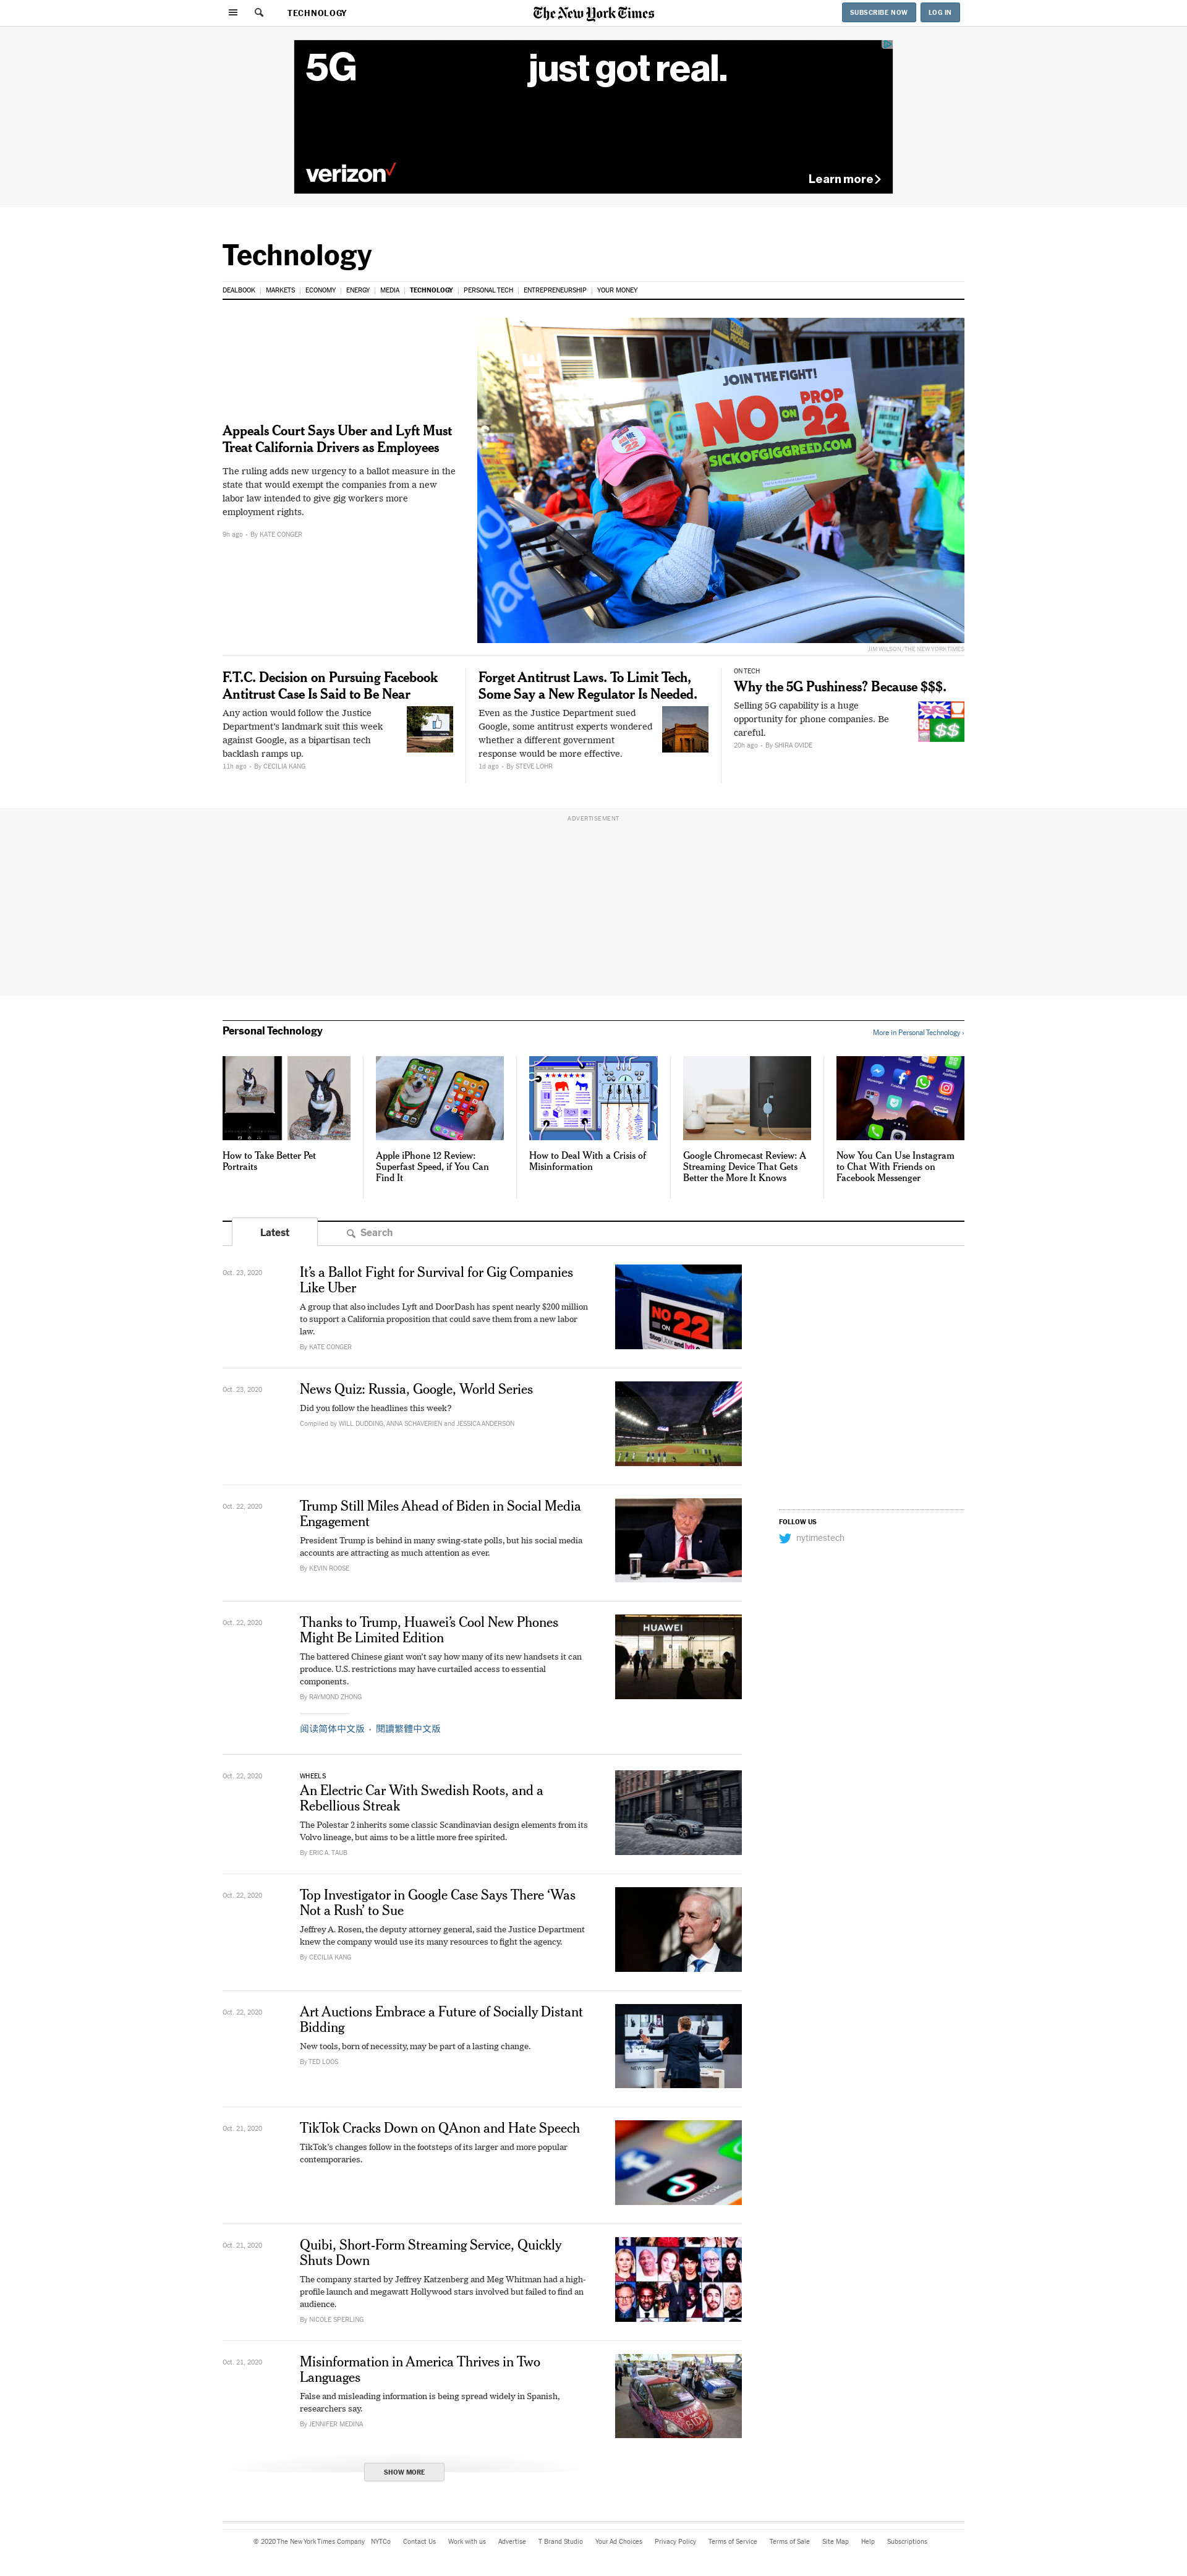 TECHNOLOGY
The New York Times
SUBSCRIBE NOW
LOG IN
5G
just got real.
verizon
Learn more
Technology
DEALBOOK
MARKETS
ECONOMY
ENERGY
MEDIA
TECHNOLOGY
PERSONAL TECH
ENTREPRENEURSHIP
YOUR MONEY
Appeals Court Says Uber and Lyft Must
Treat California Drivers as Employees
The ruling adds new urgency to a ballot measure in the
state that would exempt the companies from a new
labor law intended to give gig workers more
employment rights.
9h ago · By KATE CONGER
JOIN THE FIGHT!
NO ON PROP 22
SICKOFGIGGREED.COM
JIM WILSON/THE NEW YORK TIMES
F.T.C. Decision on Pursuing Facebook
Antitrust Case Is Said to Be Near
Any action would follow the Justice
Department's landmark suit this week
against Google, as a bipartisan tech
backlash ramps up.
11h ago · By CECILIA KANG
Forget Antitrust Laws. To Limit Tech,
Some Say a New Regulator Is Needed.
Even as the Justice Department sued
Google, some antitrust experts wondered
whether a different government
response would be more effective.
1d ago · By STEVE LOHR
ON TECH
Why the 5G Pushiness? Because $$$.
Selling 5G capability is a huge
opportunity for phone companies. Be
careful.
20h ago · By SHIRA OVIDE
$$
ADVERTISEMENT
Personal Technology
More in Personal Technology ›
How to Take Better Pet
Portraits
Apple iPhone 12 Review:
Superfast Speed, if You Can
Find It
How to Deal With a Crisis of
Misinformation
Google Chromecast Review: A
Streaming Device That Gets
Better the More It Knows
Now You Can Use Instagram
to Chat With Friends on
Facebook Messenger
Latest
Search
Oct. 23, 2020
It's a Ballot Fight for Survival for Gig Companies
Like Uber
A group that also includes Lyft and DoorDash has spent nearly $200 million
to support a California proposition that could save them from a new labor
law.
By KATE CONGER
NO ON 22
Stop Uber and Lyft
Oct. 23, 2020
News Quiz: Russia, Google, World Series
Did you follow the headlines this week?
Compiled by WILL DUDDING, ANNA SCHAVERIEN and JESSICA ANDERSON
Oct. 22, 2020
Trump Still Miles Ahead of Biden in Social Media
Engagement
President Trump is behind in many swing-state polls, but his social media
accounts are attracting as much attention as ever.
By KEVIN ROOSE
FOLLOW US
nytimestech
Oct. 22, 2020
Thanks to Trump, Huawei's Cool New Phones
Might Be Limited Edition
The battered Chinese giant won't say how many of its new handsets it can
produce. U.S. restrictions may have curtailed access to essential
components.
By RAYMOND ZHONG
阅读简体中文版 · 閱讀繁體中文版
HUAWEI
Oct. 22, 2020
WHEELS
An Electric Car With Swedish Roots, and a
Rebellious Streak
The Polestar 2 inherits some classic Scandinavian design elements from its
Volvo lineage, but aims to be a little more free spirited.
By ERIC A. TAUB
Oct. 22, 2020
Top Investigator in Google Case Says There 'Was
Not a Rush' to Sue
Jeffrey A. Rosen, the deputy attorney general, said the Justice Department
knew the company would use its many resources to fight the agency.
By CECILIA KANG
Oct. 22, 2020
Art Auctions Embrace a Future of Socially Distant
Bidding
New tools, born of necessity, may be part of a lasting change.
By TED LOOS
NEW YORK
Oct. 21, 2020
TikTok Cracks Down on QAnon and Hate Speech
TikTok's changes follow in the footsteps of its larger and more popular
contemporaries.
TikTok
Oct. 21, 2020
Quibi, Short-Form Streaming Service, Quickly
Shuts Down
The company started by Jeffrey Katzenberg and Meg Whitman had a high-
profile launch and megawatt Hollywood stars involved but failed to find an
audience.
By NICOLE SPERLING
Oct. 21, 2020
Misinformation in America Thrives in Two
Languages
False and misleading information is being spread widely in Spanish,
researchers say.
By JENNIFER MEDINA
SHOW MORE
© 2020 The New York Times Company
NYTCo
Contact Us
Work with us
Advertise
T Brand Studio
Your Ad Choices
Privacy Policy
Terms of Service
Terms of Sale
Site Map
Help
Subscriptions